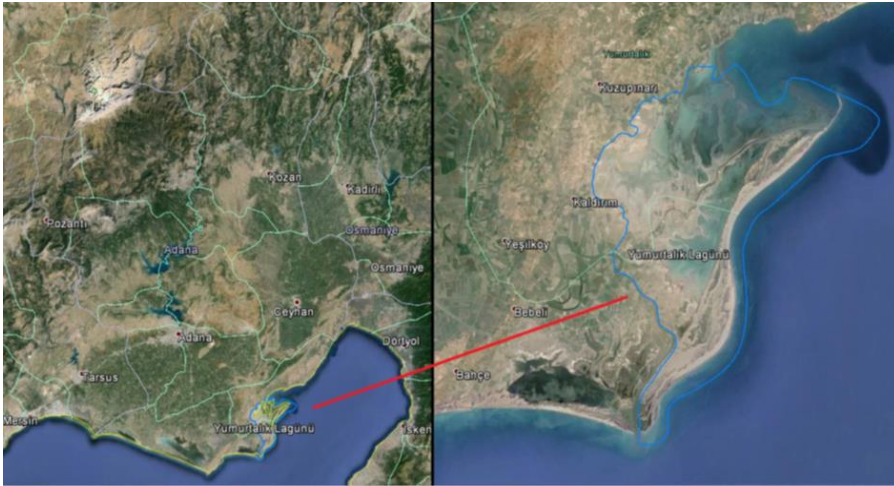 Kozan
Kadirli
Pozantı
Osmaniye
Adana
Osmaniye
Ceyhan
Adana
Dörtyol
Tarsus
Mersin
Yumurtalık Lagünü
İsken
Yumurtalık
Kuzupınarı
Kaldırım
Yeşilköy
Yumurtalık Lagünü
Bebeli
Bahçe